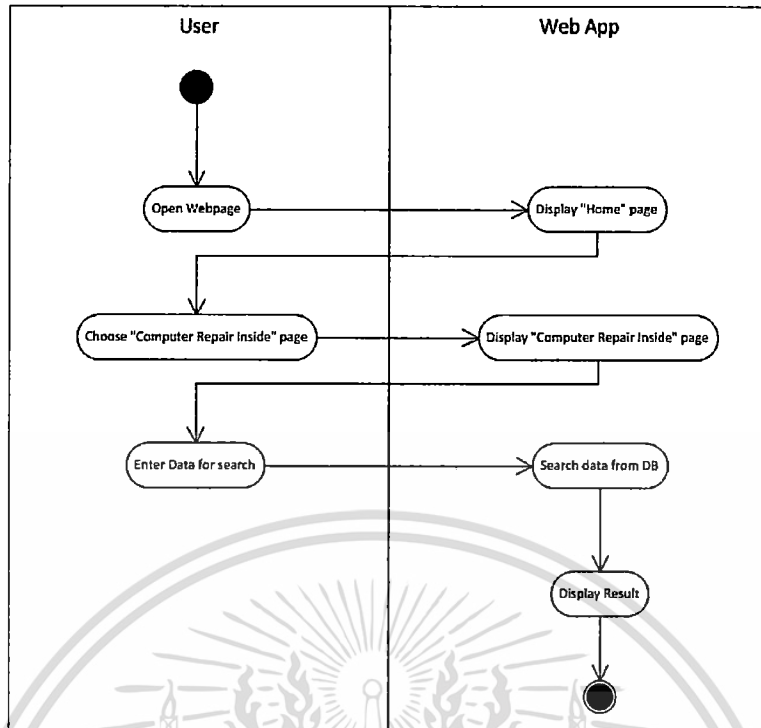 User
Web App
Open Webpage
Display "Home" page
Choose "Computer Repair Inside" page
Display "Computer Repair Inside" page
Enter Data for search
Search data from DB
Display Result